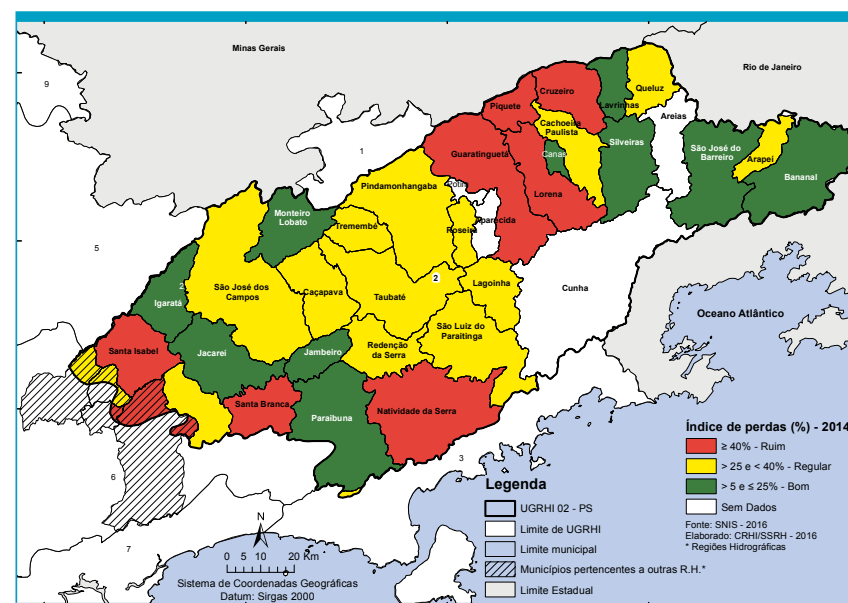 Minas Gerais
Rio de Janeiro
9
Cruzeiro
Lavrinhas
Queluz
Piquete
Areias
Cachoeira
Paulista
1
Guaratinguetá
Canas
Silveiras
São José do
Barreiro
Arapeí
Bananal
Pindamonhangaba
Potim
Lorena
Monteiro
Lobato
Tremembé
Roseira
Aparecida
5
2
2
Igaratá
São José dos
Campos
Caçapava
Taubaté
Lagoinha
Cunha
Oceano Atlântico
São Luiz do
Paraitinga
Santa Isabel
Jacareí
Jambeiro
Redenção
da Serra
Santa Branca
Paraibuna
Natividade da Serra
3
6
7
Índice de perdas (%) - 2014
≥ 40% - Ruim
> 25 e < 40% - Regular
> 5 e ≤ 25% - Bom
Sem Dados
Fonte: SNIS - 2016
Elaborado: CRHI/SSRH - 2016
* Regiões Hidrográficas
Legenda
UGRHI 02 - PS
Limite de UGRHI
Limite municipal
Municípios pertencentes a outras R.H.*
Limite Estadual
N
0 5 10 20 Km
Sistema de Coordenadas Geográficas
Datum: Sirgas 2000